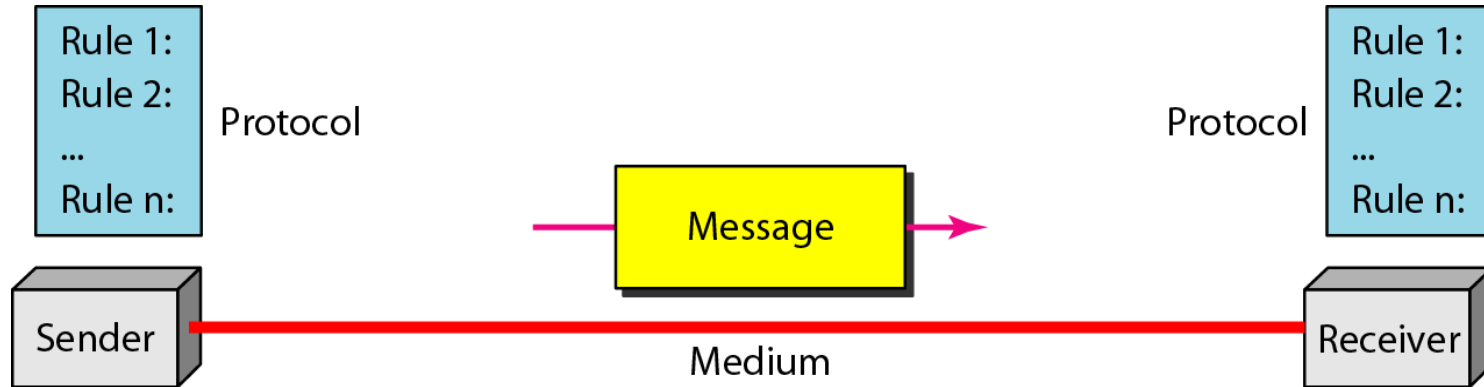 Rule 1:
Rule 2:
...
Rule n:
Protocol
Message
Protocol
Rule 1:
Rule 2:
...
Rule n:
Sender
Medium
Receiver